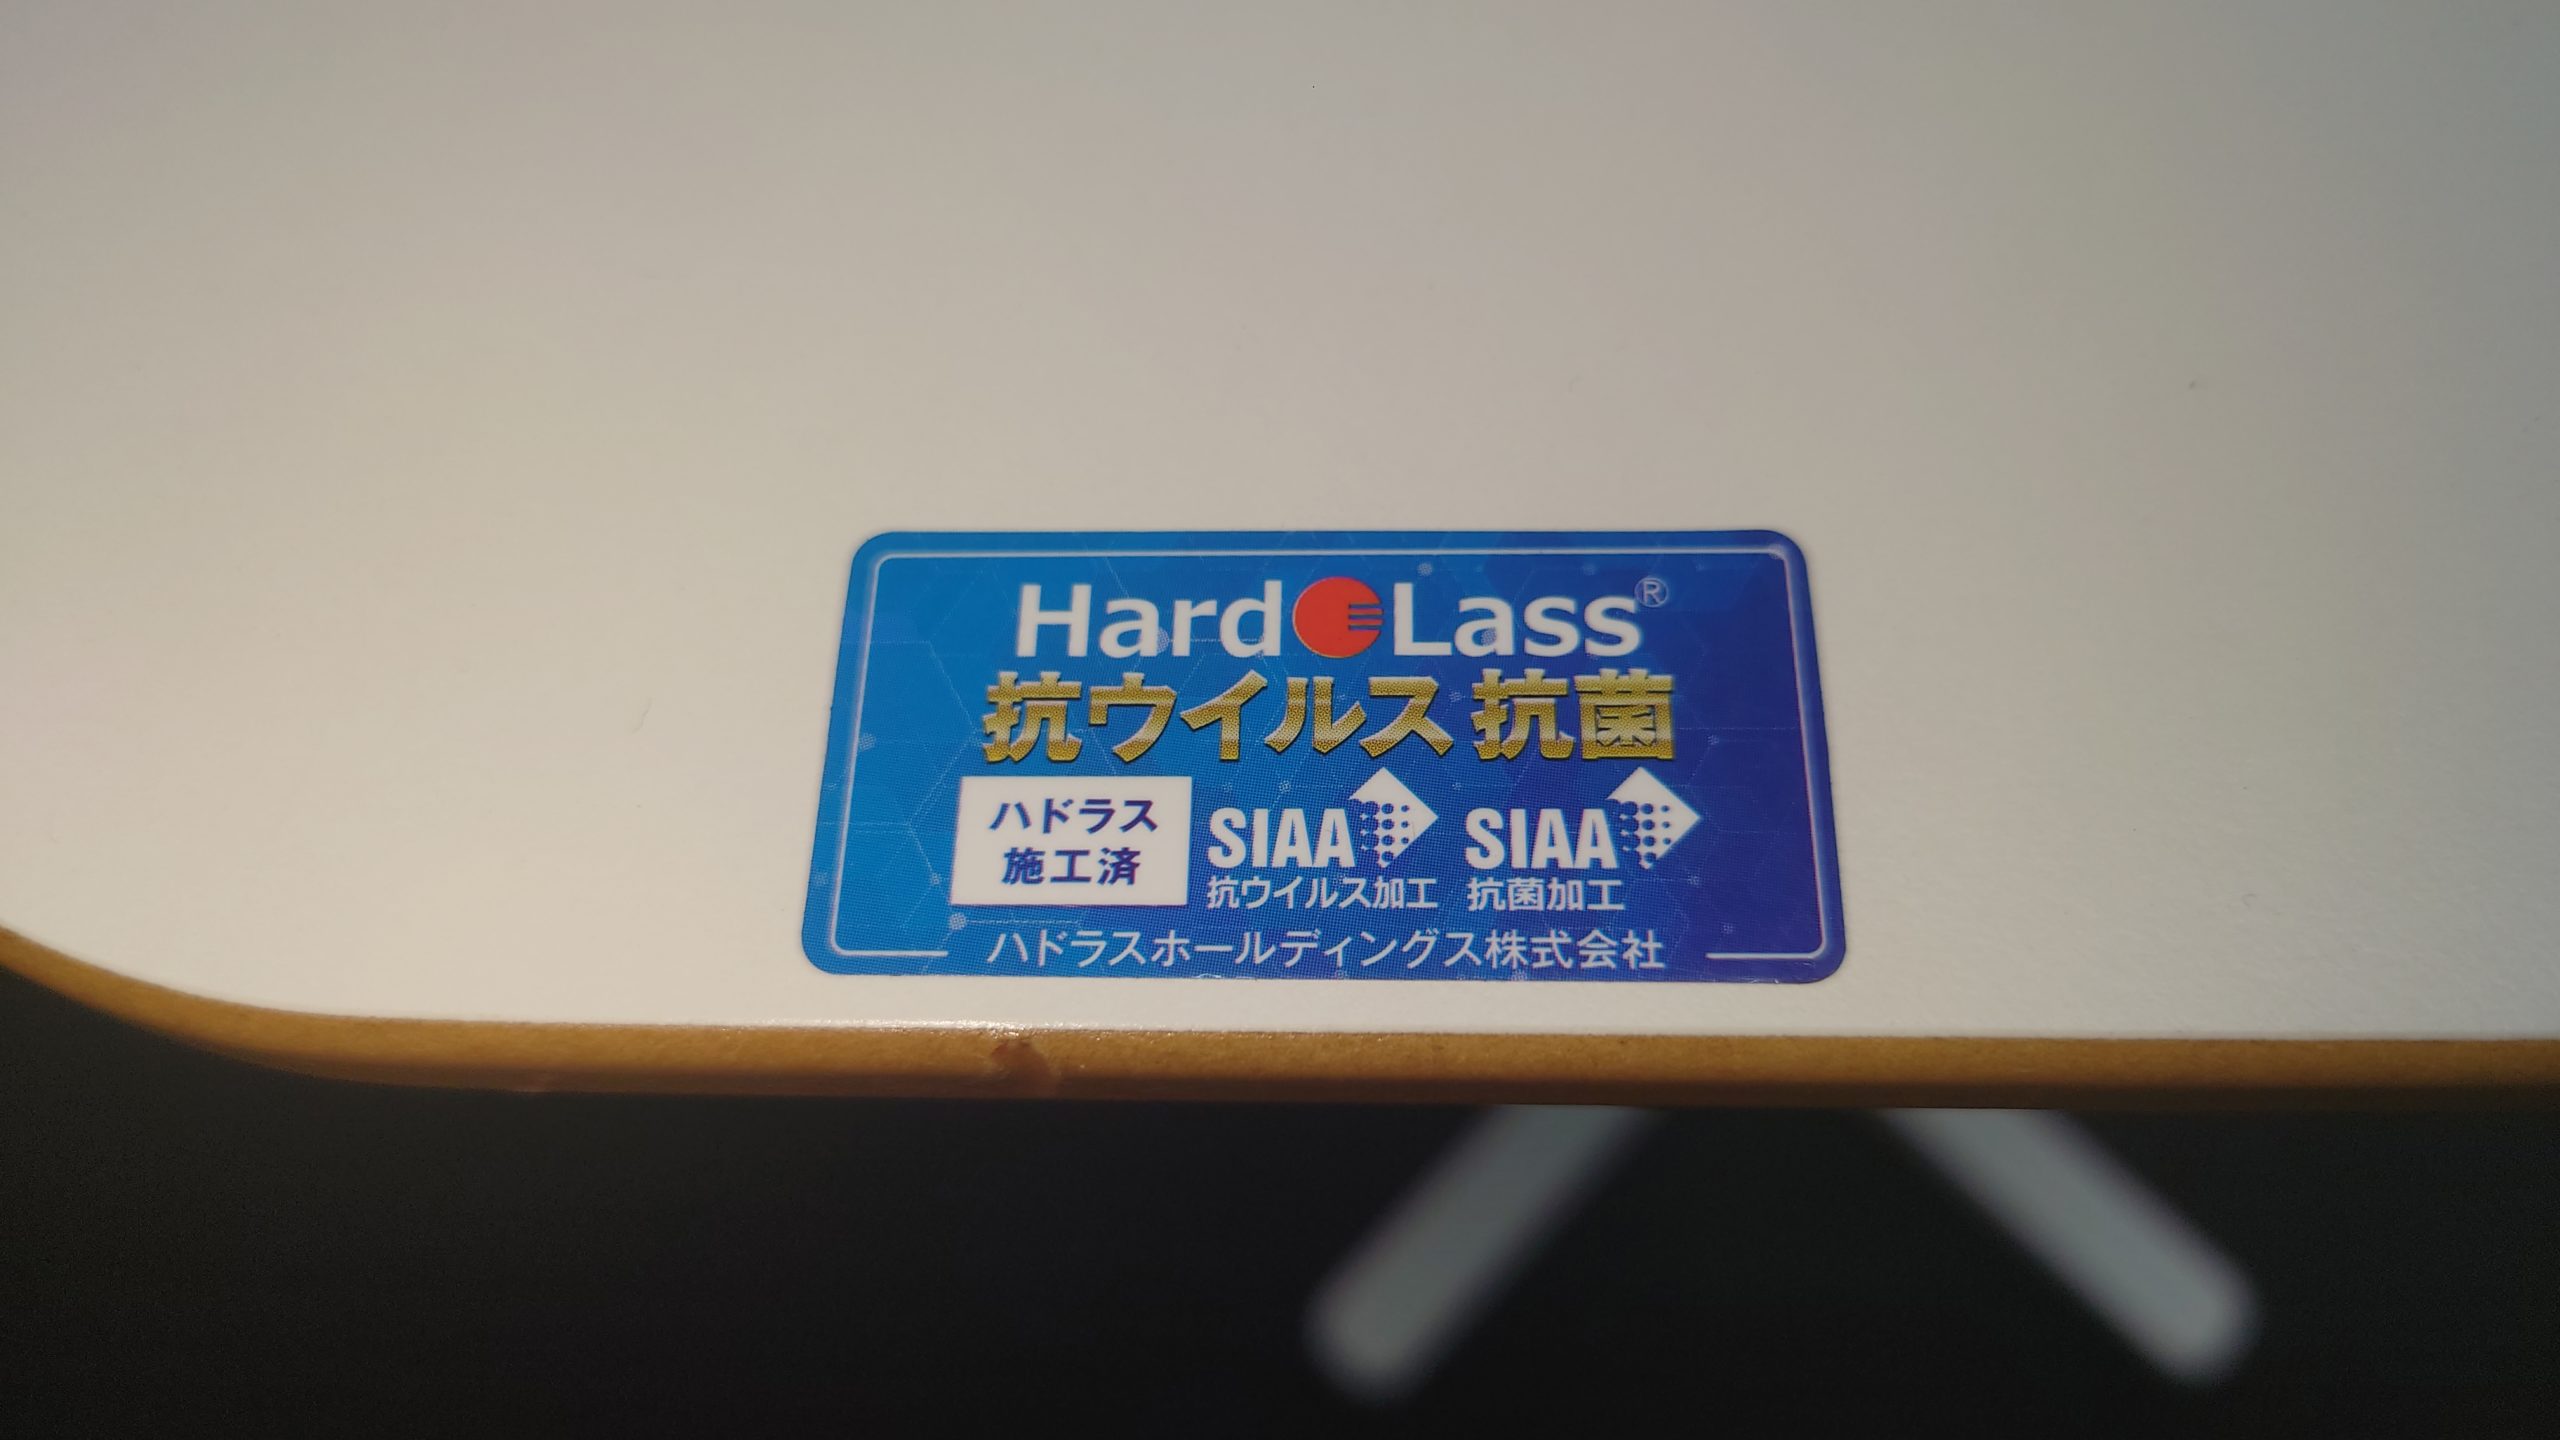 Hard Lass®
抗ウイルス 抗菌
ハドラス
施工済
SIAA
抗ウイルス加工
SIAA
抗菌加工
ハドラスホールディングス株式会社